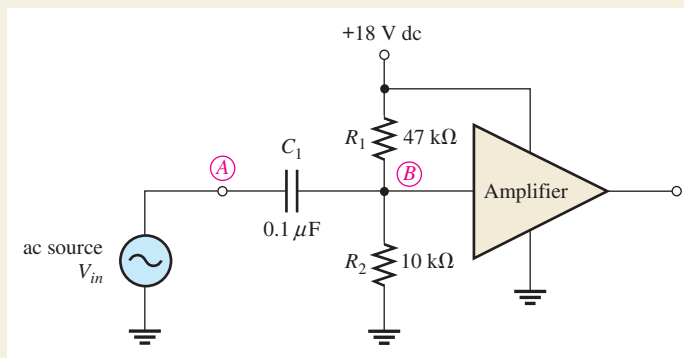 +18 V dc
R1 47 kΩ
C1
A
B
Amplifier
0.1 μF
ac source
Vin
R2 10 kΩ